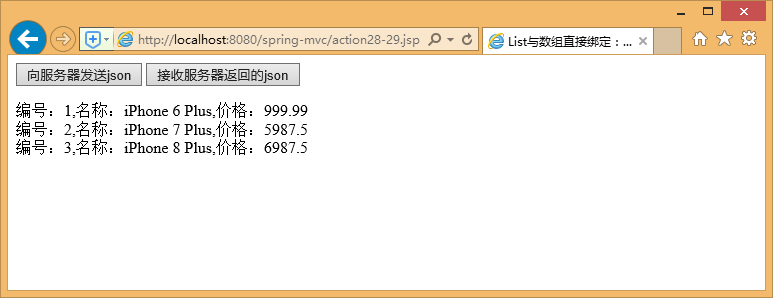 http://localhost:8080/spring-mvc/action28-29.jsp
List与数组直接绑定：...
向服务器发送json 接收服务器返回的json
编号：1,名称：iPhone 6 Plus,价格：999.99
编号：2,名称：iPhone 7 Plus,价格：5987.5
编号：3,名称：iPhone 8 Plus,价格：6987.5